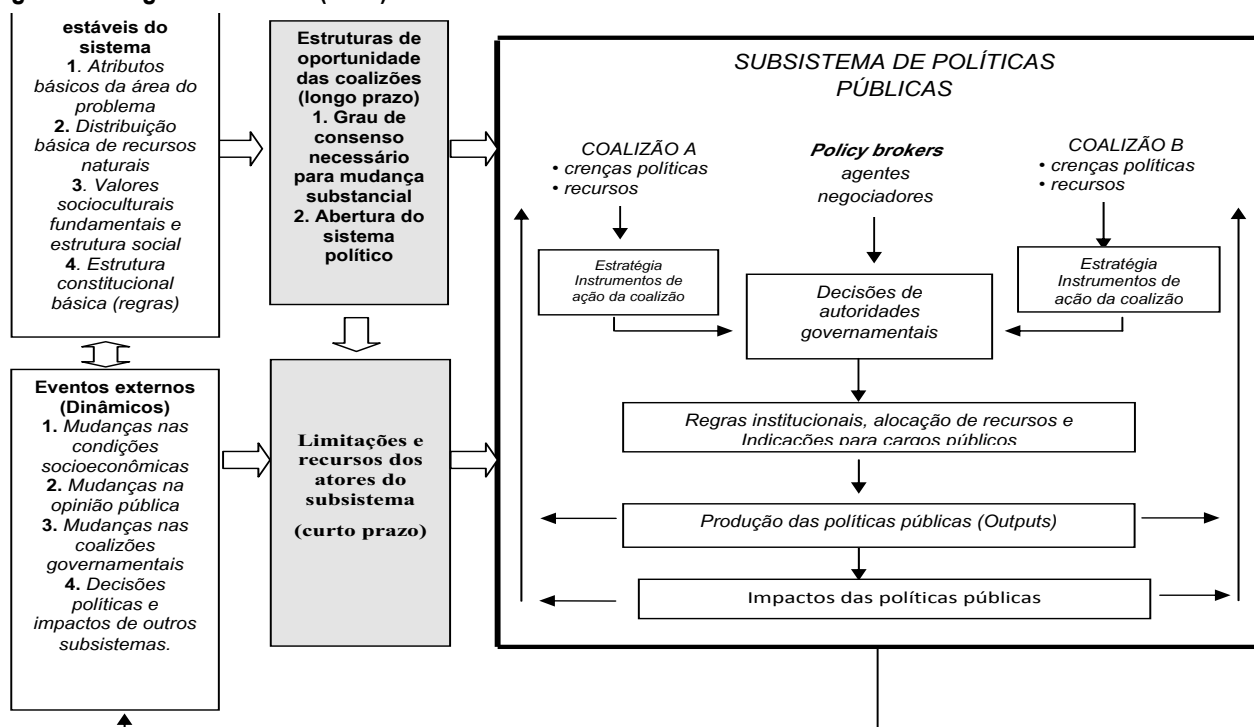 estáveis do
sistema
1. Atributos
básicos da área do
problema
2. Distribuição
básica de recursos
naturais
3. Valores
socioculturais
fundamentais e
estrutura social
4. Estrutura
constitucional
básica (regras)
Eventos externos
(Dinâmicos)
1. Mudanças nas
condições
socioeconômicas
2. Mudanças na
opinião pública
3. Mudanças nas
coalizões
governamentais
4. Decisões
políticas e
impactos de outros
subsistemas.
Estruturas de
oportunidade
das coalizões
(longo prazo)
1. Grau de
consenso
necessário
para mudança
substancial
2. Abertura do
sistema
político
Limitações e
recursos dos
atores do
subsistema
(curto prazo)
SUBSISTEMA DE POLÍTICAS
PÚBLICAS
COALIZÃO A
• crenças políticas
• recursos
Policy brokers
agentes
negociadores
COALIZÃO B
• crenças políticas
• recursos
Estratégia
Instrumentos de
ação da coalizão
Decisões de
autoridades
governamentais
Estratégia
Instrumentos de
ação da coalizão
Regras institucionais, alocação de recursos e
Indicações para cargos públicos
Produção das políticas públicas (Outputs)
Impactos das políticas públicas